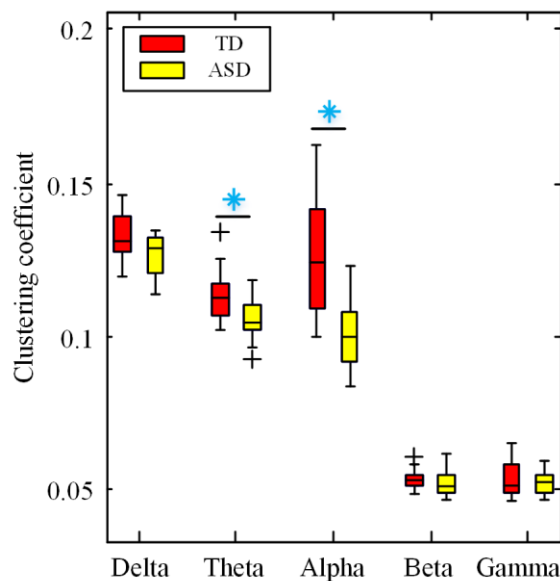 0.2
TD
ASD
0.15
Clustering coefficient
0.1
0.05
Delta Theta Alpha Beta Gamma